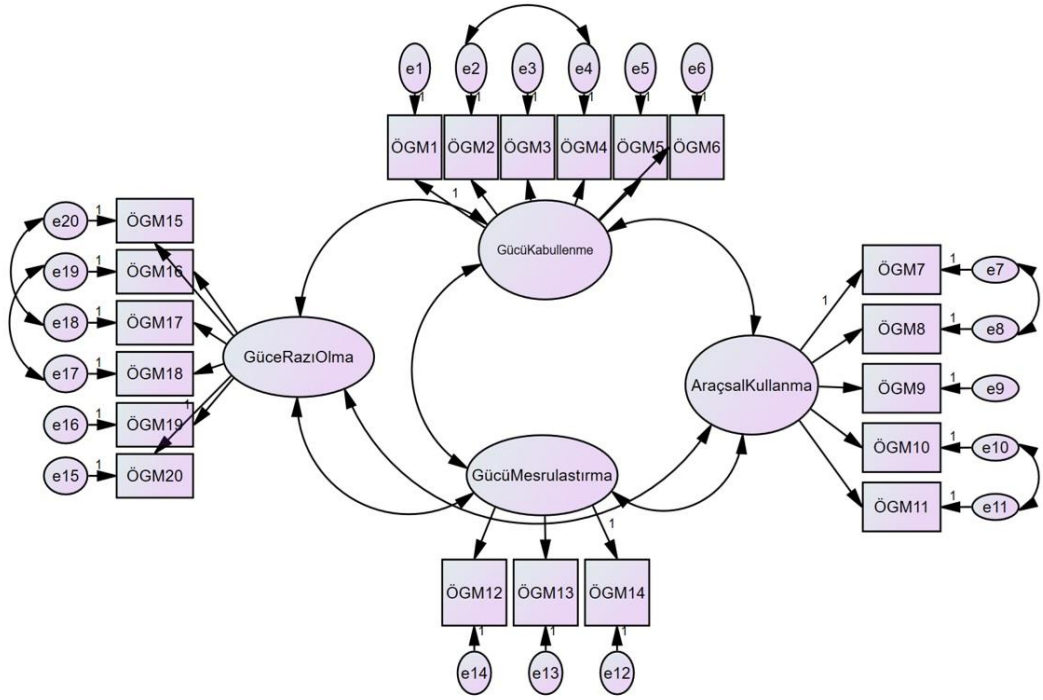 e1 e2 e3 e4 e5 e6
1 1 1 1 1 1
ÖGM1 ÖGM2 ÖGM3 ÖGM4 ÖGM5 ÖGM6
1
GücüKabullenme
e20 1 ÖGM15
e19 1 ÖGM16
e18 1 ÖGM17
e17 1 ÖGM18
e16 1 ÖGM19
e15 1 ÖGM20
1
GüceRazıOlma
AraçsalKullanma
1
ÖGM7 1 e7
ÖGM8 1 e8
ÖGM9 1 e9
ÖGM10 1 e10
ÖGM11 1 e11
GücüMesrulastırma
1
ÖGM12 ÖGM13 ÖGM14
1 1 1
e14 e13 e12